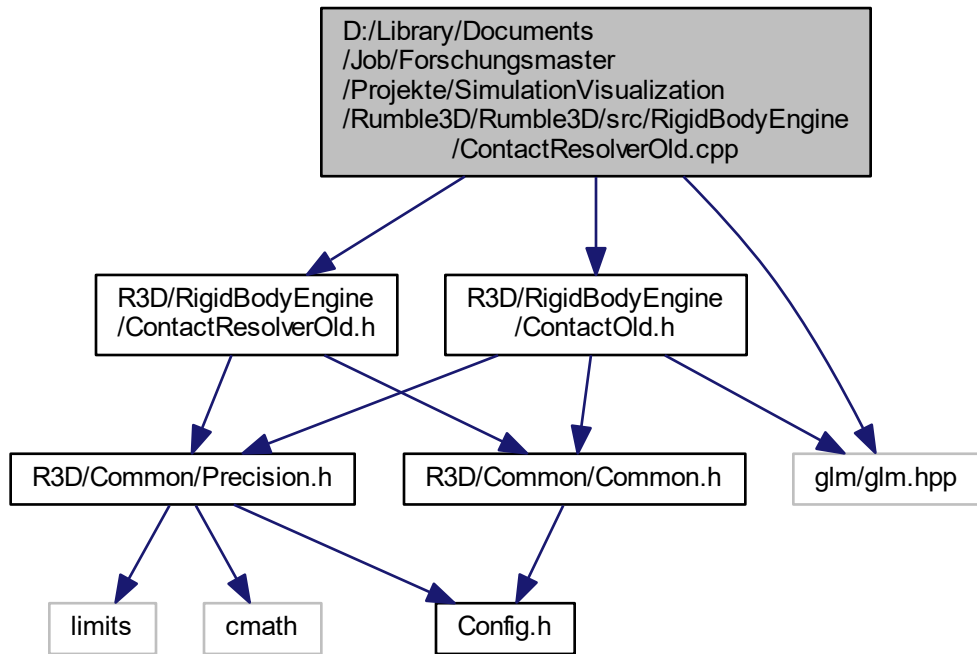 D:/Library/Documents
/Job/Forschungsmaster
/Projekte/SimulationVisualization
/Rumble3D/Rumble3D/src/RigidBodyEngine
/ContactResolverOld.cpp
R3D/RigidBodyEngine
/ContactResolverOld.h
R3D/RigidBodyEngine
/ContactOld.h
R3D/Common/Precision.h
R3D/Common/Common.h
glm/glm.hpp
limits
cmath
Config.h